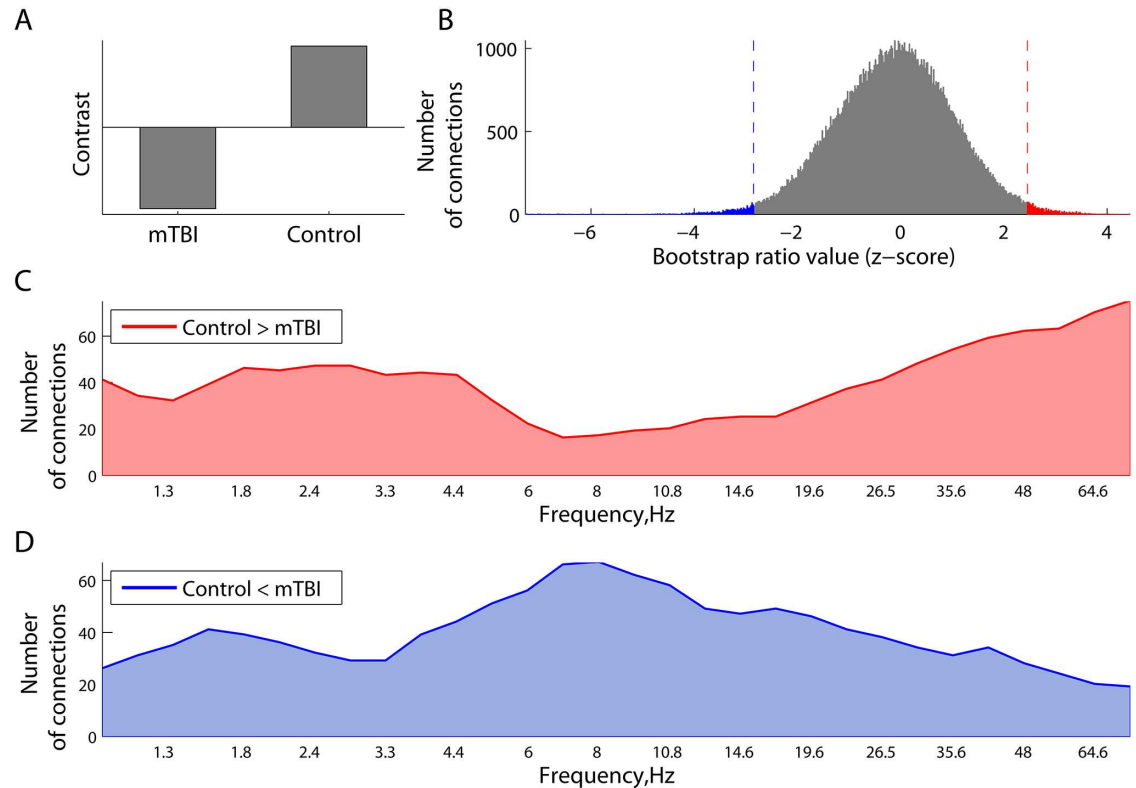 A
Contrast
mTBI Control
B
Number
of connections
1000
500
0
−6 −4 −2 0 2 4
Bootstrap ratio value (z−score)
C
Control > mTBI
Number
of connections
60
40
20
0
1.3 1.8 2.4 3.3 4.4 6 8 10.8 14.6 19.6 26.5 35.6 48 64.6
Frequency,Hz
D
Control < mTBI
Number
of connections
60
40
20
0
1.3 1.8 2.4 3.3 4.4 6 8 10.8 14.6 19.6 26.5 35.6 48 64.6
Frequency,Hz